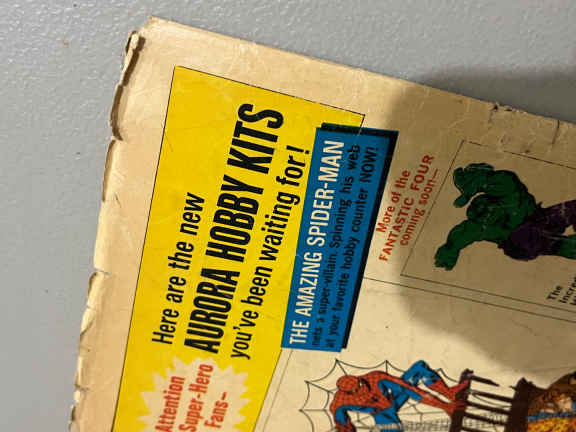 Attention
Super-Hero
Fans—
Here are the new
AURORA HOBBY KITS
you've been waiting for!
THE AMAZING SPIDER-MAN
nets a super-villain. Spinning his web
at your favorite hobby counter NOW!
More of the
FANTASTIC FOUR
coming soon—
The